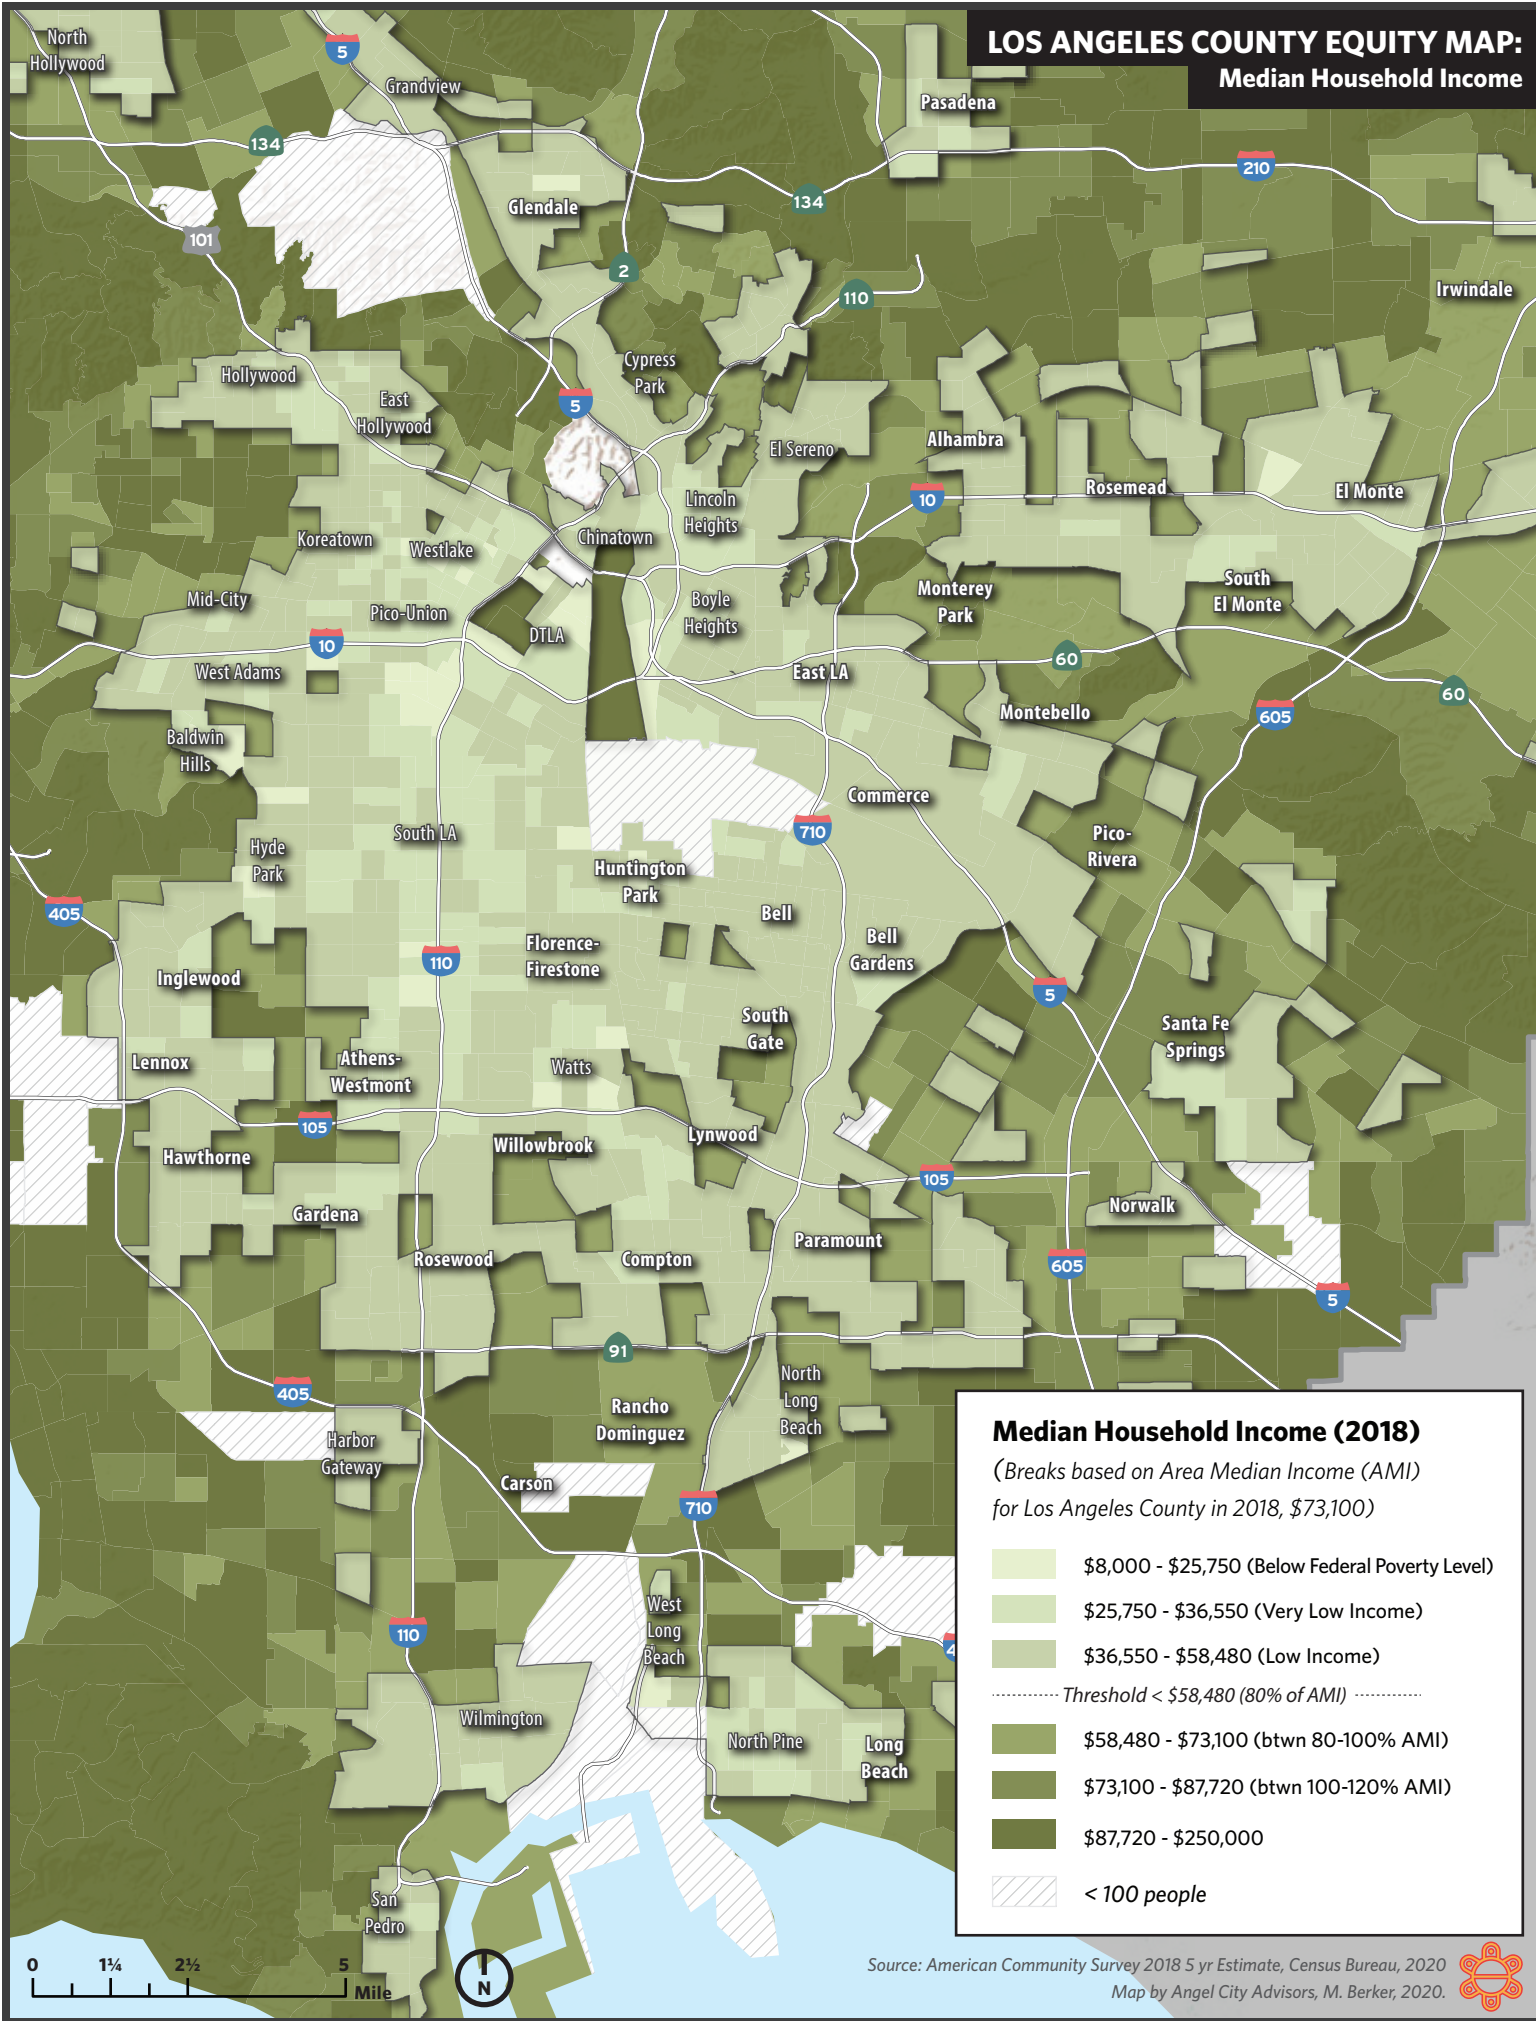 LOS ANGELES COUNTY EQUITY MAP:
Median Household Income
North
Hollywood
5
Grandview
Pasadena
134
210
134
Glendale
101
2
110
Irwindale
Cypress
Park
Hollywood
East
Hollywood
5
El Sereno
Alhambra
10
Rosemead
El Monte
Lincoln
Heights
Koreatown
Westlake
Chinatown
Mid-City
Pico-Union
Boyle
Heights
Monterey
Park
South
El Monte
DTLA
10
West Adams
East LA
60
60
605
Montebello
Baldwin
Hills
Commerce
South LA
710
Pico-
Rivera
Hyde
Park
Huntington
Park
405
Bell
Florence-
Firestone
Bell
Gardens
110
Inglewood
5
South
Gate
Santa Fe
Springs
Lennox
Athens-
Westmont
Watts
105
Lynwood
Willowbrook
Hawthorne
105
Norwalk
Gardena
Paramount
Rosewood
Compton
605
5
91
North
Long
Beach
405
Rancho
Dominguez
Harbor
Gateway
Carson
710
West
Long
Beach
110
4
Wilmington
North Pine
Long
Beach
San
Pedro
Median Household Income (2018)
(Breaks based on Area Median Income (AMI)
for Los Angeles County in 2018, $73,100)
$8,000 - $25,750 (Below Federal Poverty Level)
$25,750 - $36,550 (Very Low Income)
$36,550 - $58,480 (Low Income)
Threshold < $58,480 (80% of AMI)
$58,480 - $73,100 (btwn 80-100% AMI)
$73,100 - $87,720 (btwn 100-120% AMI)
$87,720 - $250,000
< 100 people
0 1¼ 2½ 5
Mile
N
Source: American Community Survey 2018 5 yr Estimate, Census Bureau, 2020
Map by Angel City Advisors, M. Berker, 2020.